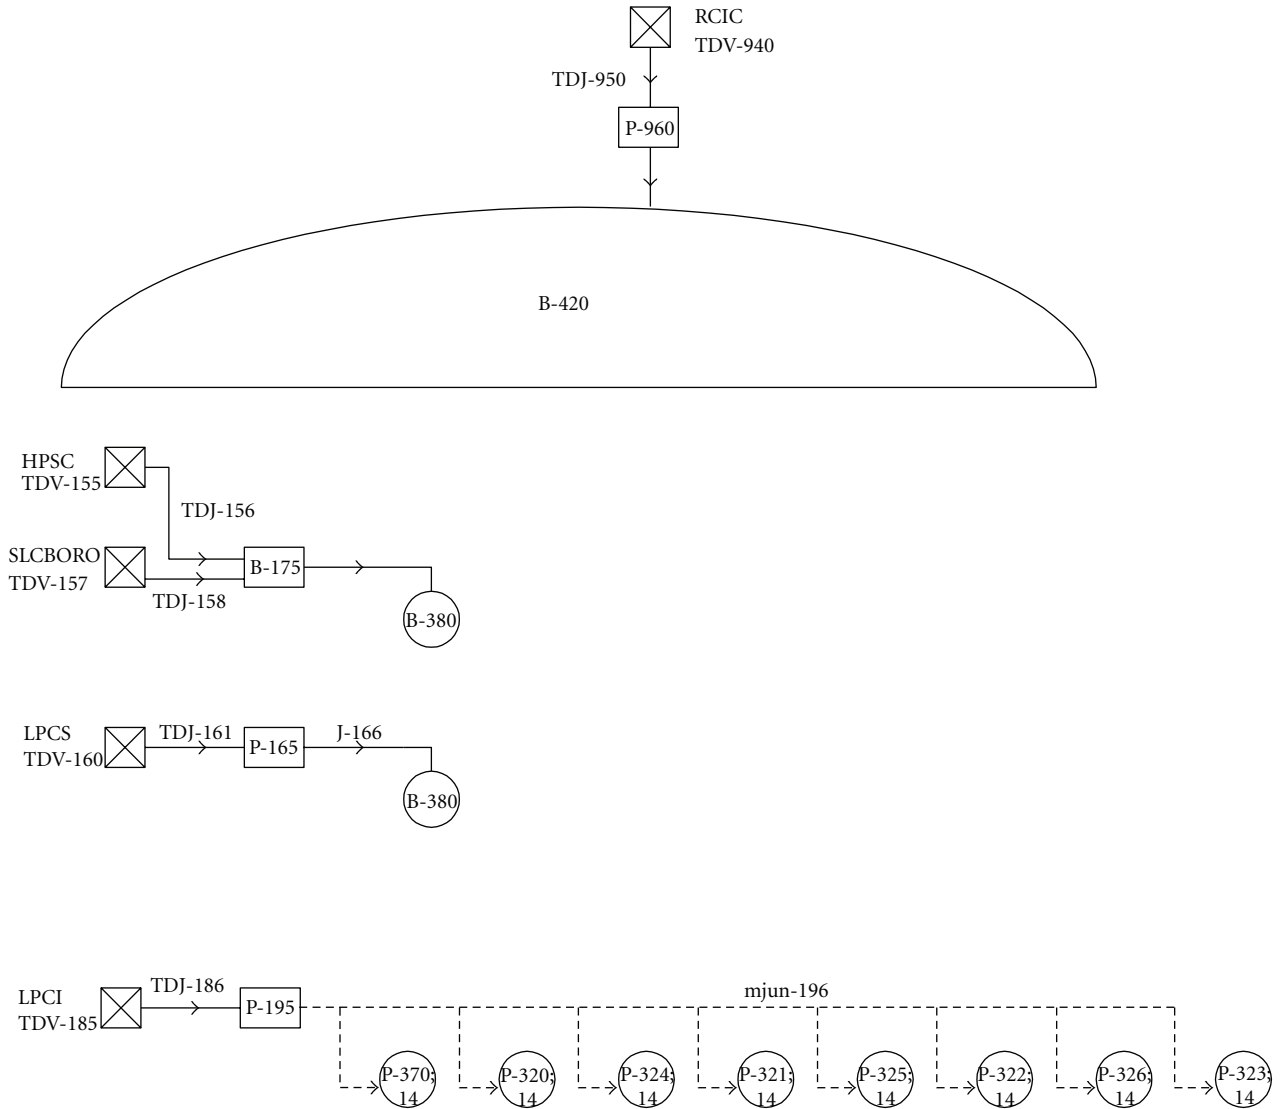 RCIC
TDV-940
TDJ-950
P-960
B-420
HPSC
TDV-155
TDJ-156
SLCBORO
TDV-157
B-175
TDJ-158
B-380
LPCS
TDV-160
TDJ-161
P-165
J-166
B-380
LPCI
TDV-185
TDJ-186
P-195
mjun-196
P-370;
14
P-320;
14
P-324;
14
P-321;
14
P-325;
14
P-322;
14
P-326;
14
P-323;
14